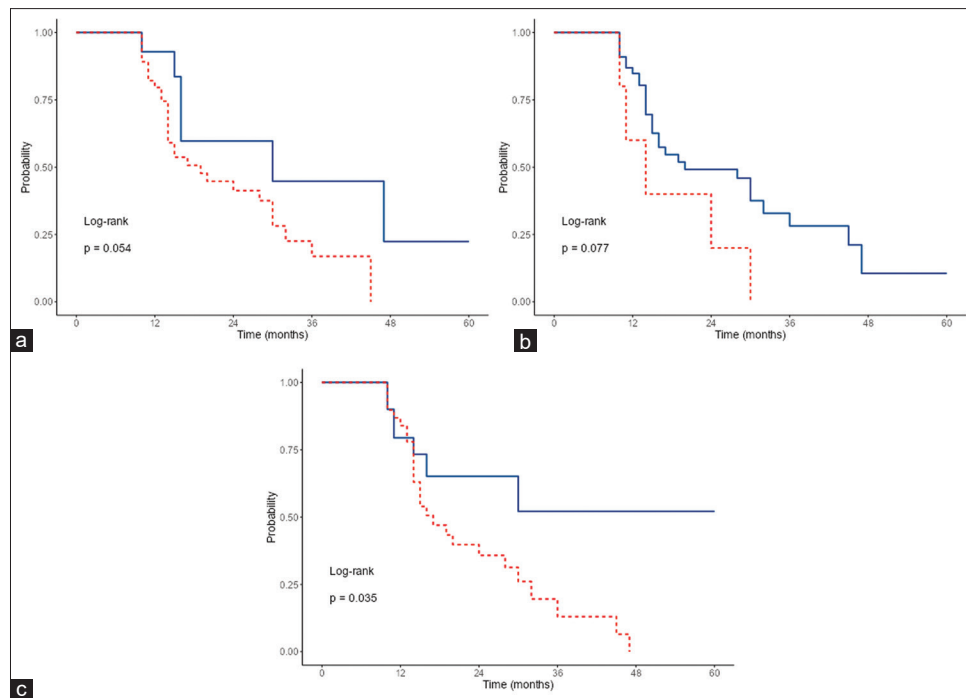 1.00
0.75
Probability
0.50
0.25
0.00
Log-rank
p = 0.054
0 12 24 36 48 60
Time (months)
a
1.00
0.75
Probability
0.50
0.25
0.00
Log-rank
p = 0.077
0 12 24 36 48 60
Time (months)
b
1.00
0.75
Probability
0.50
0.25
0.00
Log-rank
p = 0.035
0 12 24 36 48 60
Time (months)
c